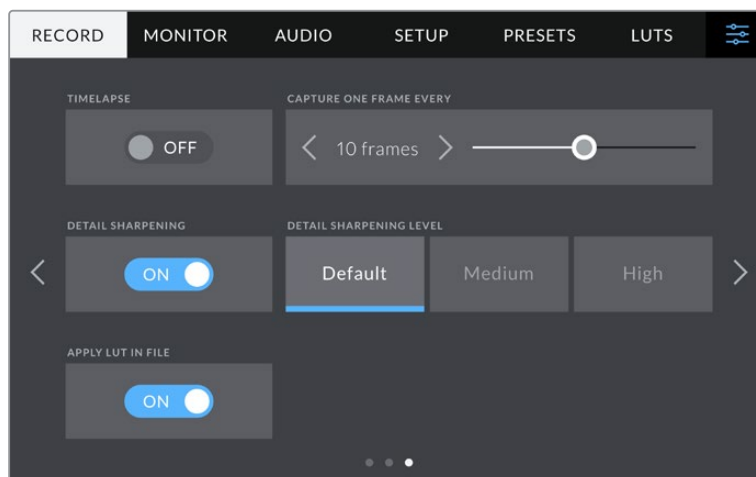 RECORD MONITOR AUDIO SETUP PRESETS LUTS
TIMELAPSE CAPTURE ONE FRAME EVERY
OFF 10 frames
DETAIL SHARPENING DETAIL SHARPENING LEVEL
ON Default Medium High
APPLY LUT IN FILE
ON